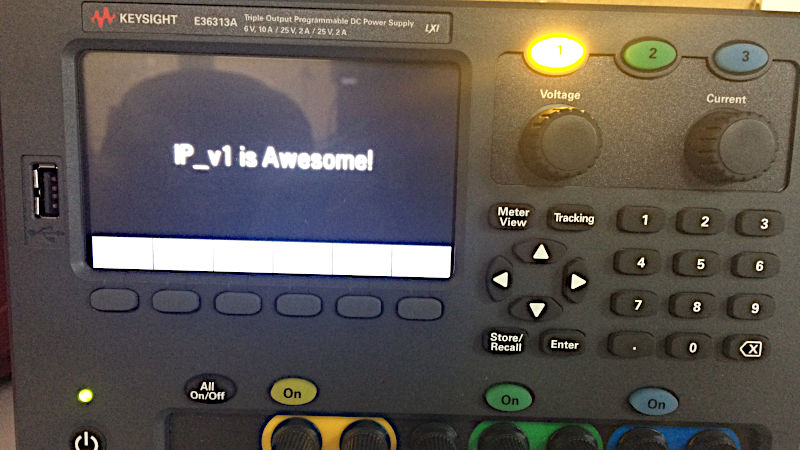 KEYSIGHT E36313A Triple Output Programmable DC Power Supply
6 V, 10 A / 25 V, 2 A / 25 V, 2 A LXI
IP_v1 is Awesome!
1 2 3
Voltage Current
Meter
View
Tracking
1 2 3
4 5 6
7 8 9
. 0 X
Store/
Recall
Enter
All
On/Off
On On On